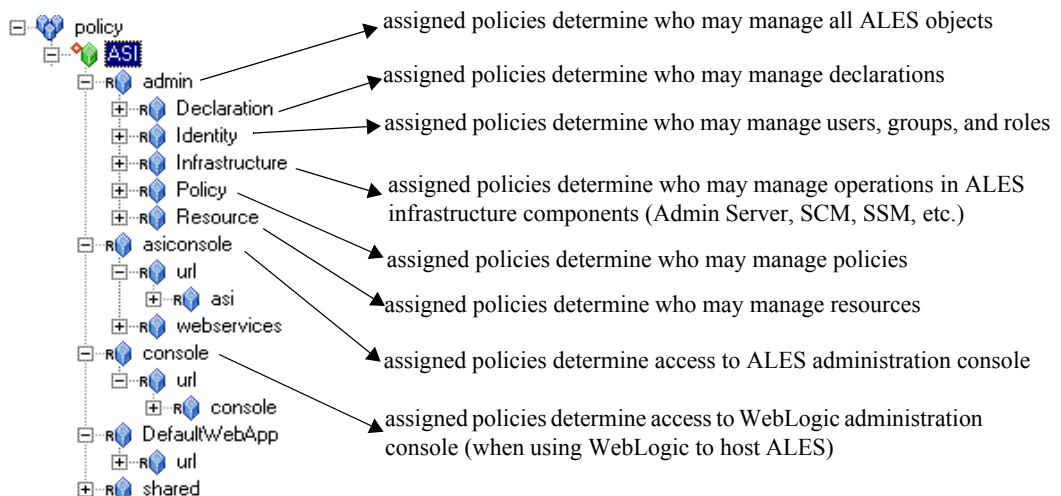 policy
assigned policies determine who may manage all ALES objects
ASI
admin
assigned policies determine who may manage declarations
Declaration
assigned policies determine who may manage users, groups, and roles
Identity
Infrastructure
assigned policies determine who may manage operations in ALES
infrastructure components (Admin Server, SCM, SSM, etc.)
Policy
Resource
asiconsole
assigned policies determine who may manage policies
url
asi
assigned policies determine who may manage resources
webservices
console
assigned policies determine access to ALES administration console
url
console
assigned policies determine access to WebLogic administration
console (when using WebLogic to host ALES)
DefaultWebApp
url
shared